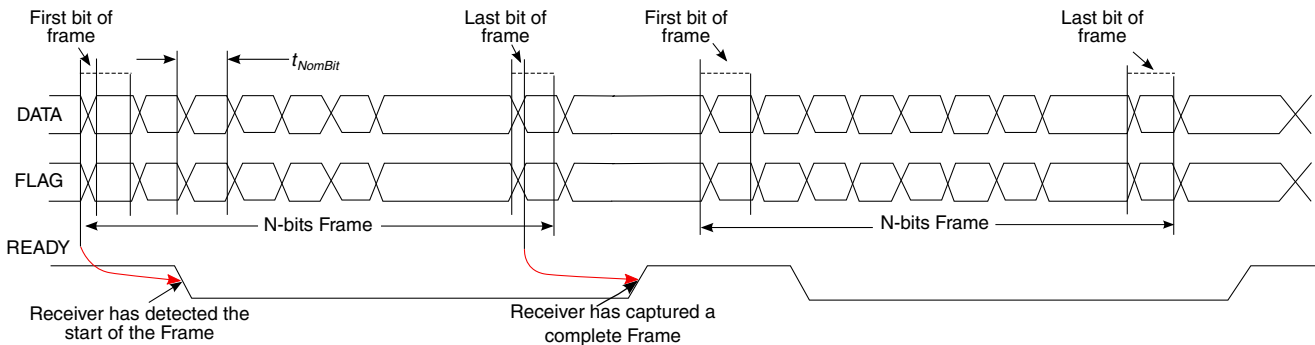 First bit of
frame
Last bit of
frame
First bit of
frame
Last bit of
frame
tNomBit
DATA
FLAG
N-bits Frame
N-bits Frame
READY
Receiver has detected the
start of the Frame
Receiver has captured a
complete Frame